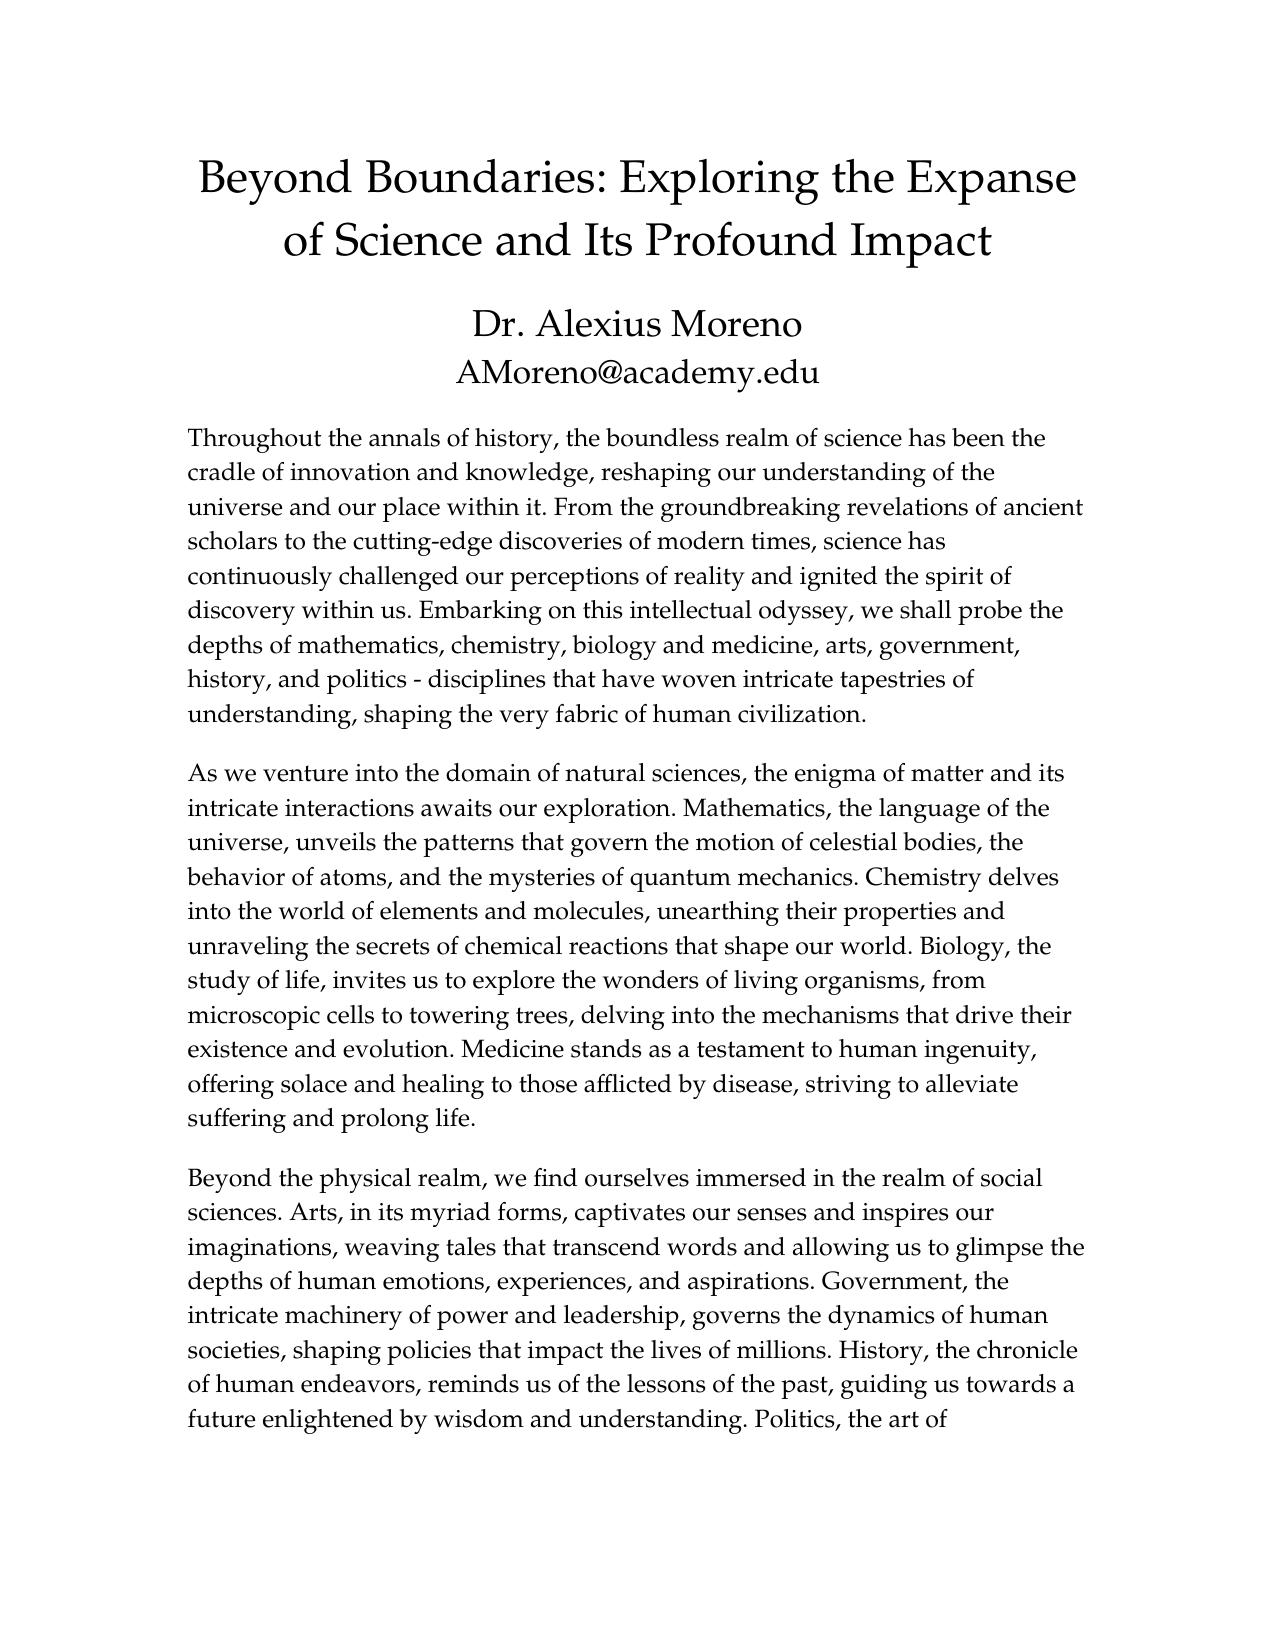 Beyond Boundaries: Exploring the Expanse
of Science and Its Profound Impact
Dr. Alexius Moreno
AMoreno@academy.edu
Throughout the annals of history, the boundless realm of science has been the
cradle of innovation and knowledge, reshaping our understanding of the
universe and our place within it. From the groundbreaking revelations of ancient
scholars to the cutting-edge discoveries of modern times, science has
continuously challenged our perceptions of reality and ignited the spirit of
discovery within us. Embarking on this intellectual odyssey, we shall probe the
depths of mathematics, chemistry, biology and medicine, arts, government,
history, and politics - disciplines that have woven intricate tapestries of
understanding, shaping the very fabric of human civilization.
As we venture into the domain of natural sciences, the enigma of matter and its
intricate interactions awaits our exploration. Mathematics, the language of the
universe, unveils the patterns that govern the motion of celestial bodies, the
behavior of atoms, and the mysteries of quantum mechanics. Chemistry delves
into the world of elements and molecules, unearthing their properties and
unraveling the secrets of chemical reactions that shape our world. Biology, the
study of life, invites us to explore the wonders of living organisms, from
microscopic cells to towering trees, delving into the mechanisms that drive their
existence and evolution. Medicine stands as a testament to human ingenuity,
offering solace and healing to those afflicted by disease, striving to alleviate
suffering and prolong life.
Beyond the physical realm, we find ourselves immersed in the realm of social
sciences. Arts, in its myriad forms, captivates our senses and inspires our
imaginations, weaving tales that transcend words and allowing us to glimpse the
depths of human emotions, experiences, and aspirations. Government, the
intricate machinery of power and leadership, governs the dynamics of human
societies, shaping policies that impact the lives of millions. History, the chronicle
of human endeavors, reminds us of the lessons of the past, guiding us towards a
future enlightened by wisdom and understanding. Politics, the art of